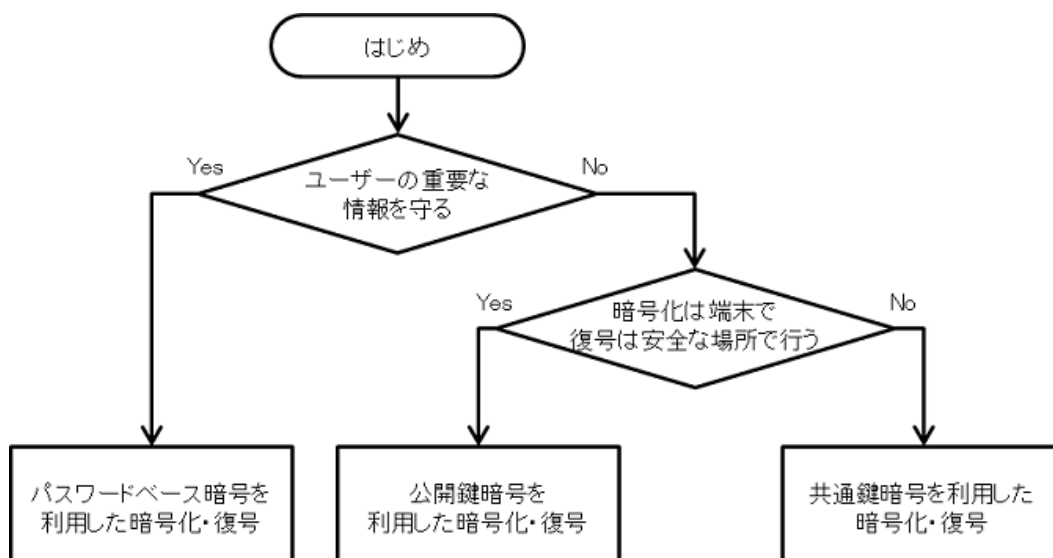 はじめ
Yes
No
ユーザーの重要な
情報を守る
Yes
No
暗号化は端末で
復号は安全な場所で行う
パスワードベース暗号を
利用した暗号化・復号
公開鍵暗号を
利用した暗号化・復号
共通鍵暗号を利用した
暗号化・復号